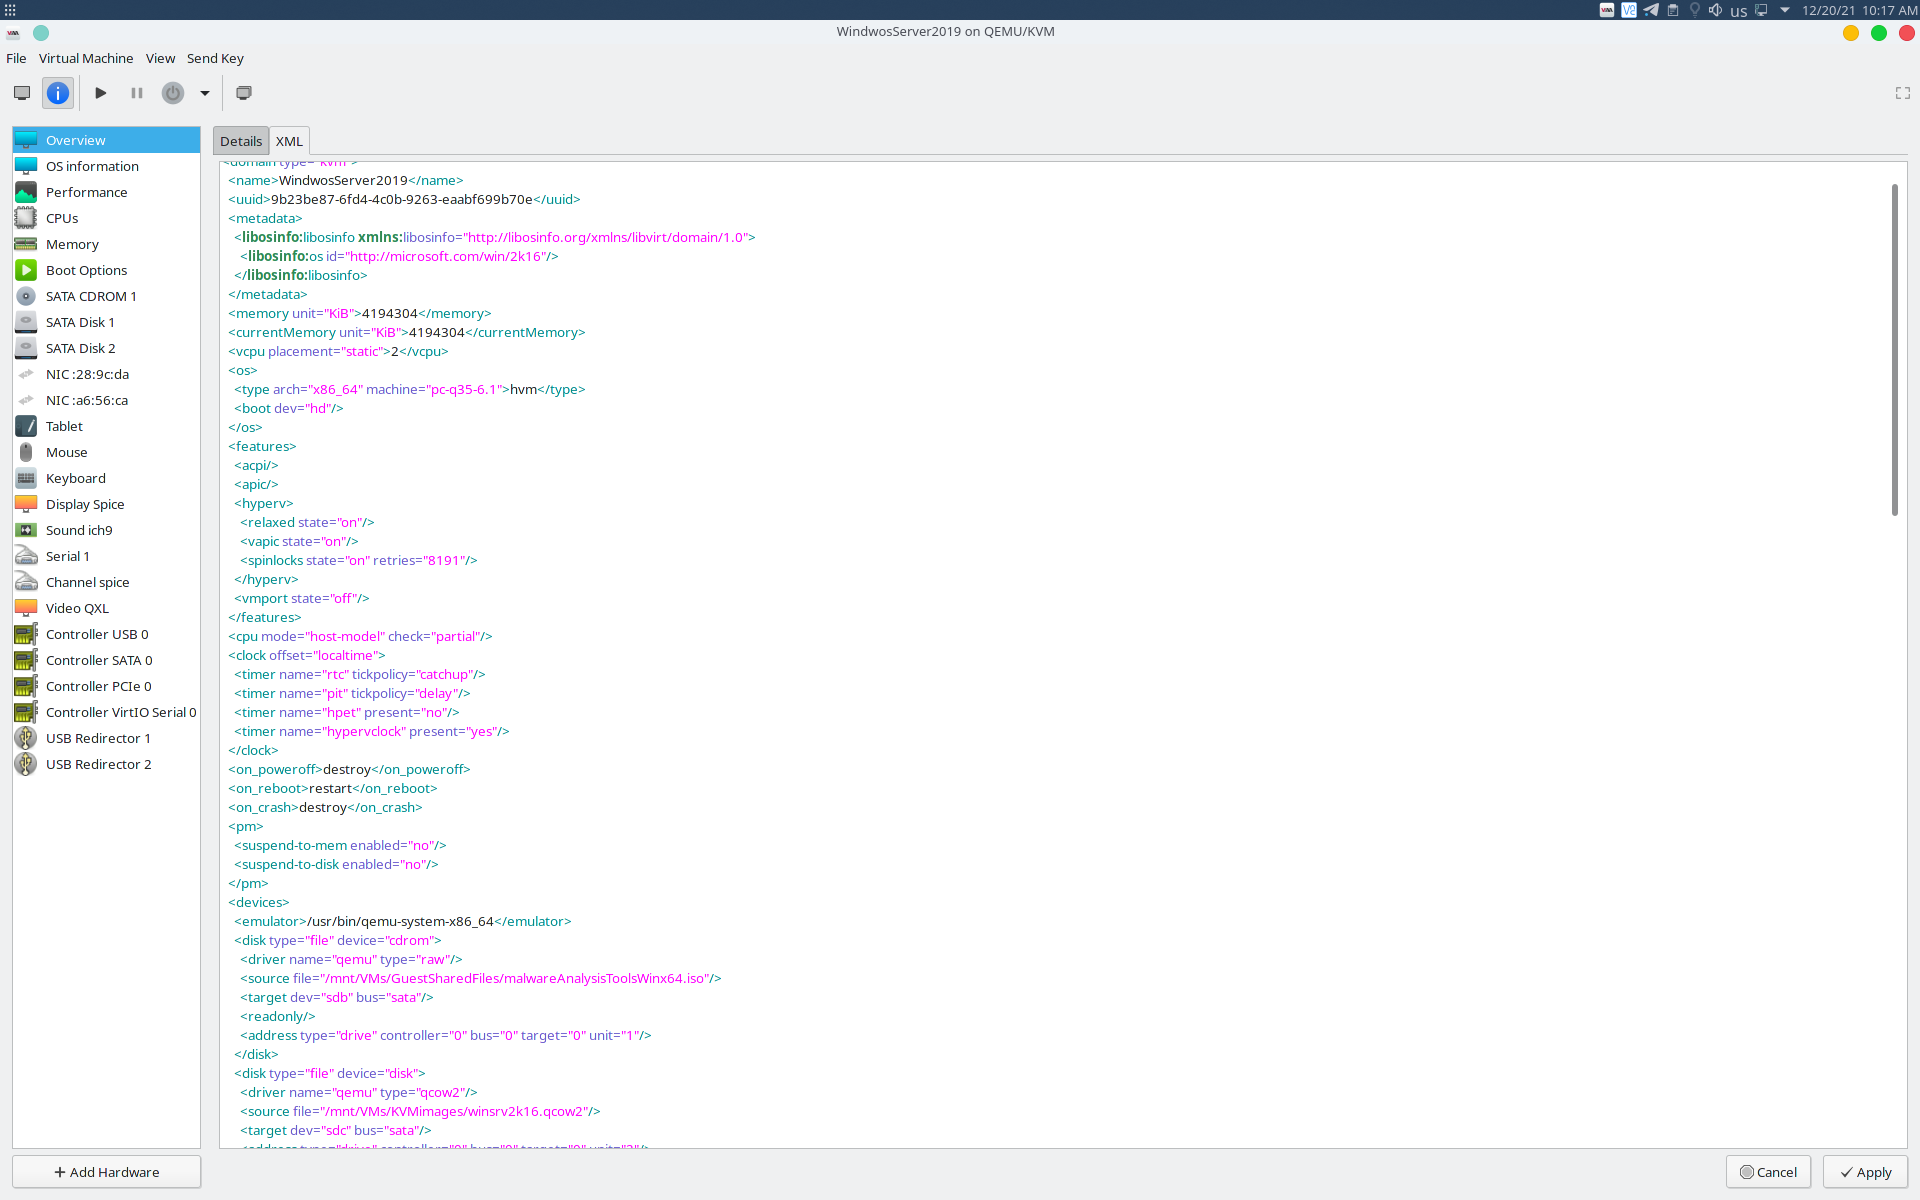 us 12/20/21 10:17 AM
WindwosServer2019 on QEMU/KVM
File Virtual Machine View Send Key
Overview
OS information
Performance
CPUs
Memory
Boot Options
SATA CDROM 1
SATA Disk 1
SATA Disk 2
NIC :28:9c:da
NIC :a6:56:ca
Tablet
Mouse
Keyboard
Display Spice
Sound ich9
Serial 1
Channel spice
Video QXL
Controller USB 0
Controller SATA 0
Controller PCIe 0
Controller VirtIO Serial 0
USB Redirector 1
USB Redirector 2
Add Hardware
Details XML
<domain type="kvm">
<name>WindwosServer2019</name>
<uuid>9b23be87-6fd4-4c0b-9263-eaabf699b70e</uuid>
<metadata>
<libosinfo:libosinfo xmlns:libosinfo="http://libosinfo.org/xmlns/libvirt/domain/1.0">
<libosinfo:os id="http://microsoft.com/win/2k16"/>
</libosinfo:libosinfo>
</metadata>
<memory unit="KiB">4194304</memory>
<currentMemory unit="KiB">4194304</currentMemory>
<vcpu placement="static">2</vcpu>
<os>
<type arch="x86_64" machine="pc-q35-6.1">hvm</type>
<boot dev="hd"/>
</os>
<features>
<acpi/>
<apic/>
<hyperv>
<relaxed state="on"/>
<vapic state="on"/>
<spinlocks state="on" retries="8191"/>
</hyperv>
<vmport state="off"/>
</features>
<cpu mode="host-model" check="partial"/>
<clock offset="localtime">
<timer name="rtc" tickpolicy="catchup"/>
<timer name="pit" tickpolicy="delay"/>
<timer name="hpet" present="no"/>
<timer name="hypervclock" present="yes"/>
</clock>
<on_poweroff>destroy</on_poweroff>
<on_reboot>restart</on_reboot>
<on_crash>destroy</on_crash>
<pm>
<suspend-to-mem enabled="no"/>
<suspend-to-disk enabled="no"/>
</pm>
<devices>
<emulator>/usr/bin/qemu-system-x86_64</emulator>
<disk type="file" device="cdrom">
<driver name="qemu" type="raw"/>
<source file="/mnt/VMs/GuestSharedFiles/malwareAnalysisToolsWinx64.iso"/>
<target dev="sdb" bus="sata"/>
<readonly/>
<address type="drive" controller="0" bus="0" target="0" unit="1"/>
</disk>
<disk type="file" device="disk">
<driver name="qemu" type="qcow2"/>
<source file="/mnt/VMs/KVMimages/winsrv2k16.qcow2"/>
<target dev="sdc" bus="sata"/>
<address type="drive" controller="0" bus="0" target="0" unit="2"/>
Cancel Apply